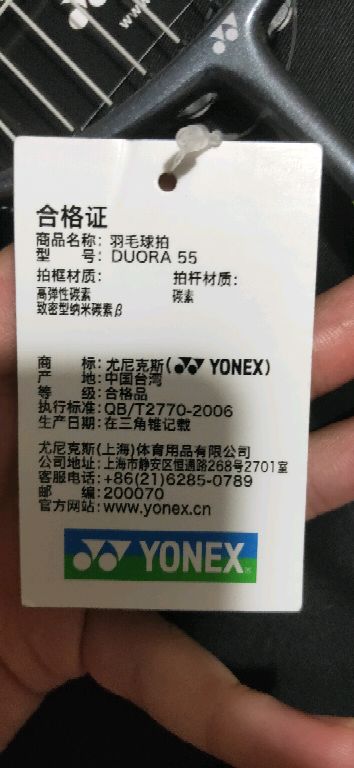 合格证
商品名称: 羽毛球拍
型 号: DUORA 55
拍框材质: 拍杆材质:
高弹性碳素 碳素
致密型纳米碳素β
商 标: 尤尼克斯(YONEX)
产 地: 中国台湾
等 级: 合格品
执行标准: QB/T2770-2006
生产日期: 在三角锥记载
尤尼克斯(上海)体育用品有限公司
公司地址: 上海市静安区恒通路268号2701室
客服电话: +86(21)6285-0789
邮 编: 200070
官方网站: www.yonex.cn
YONEX®